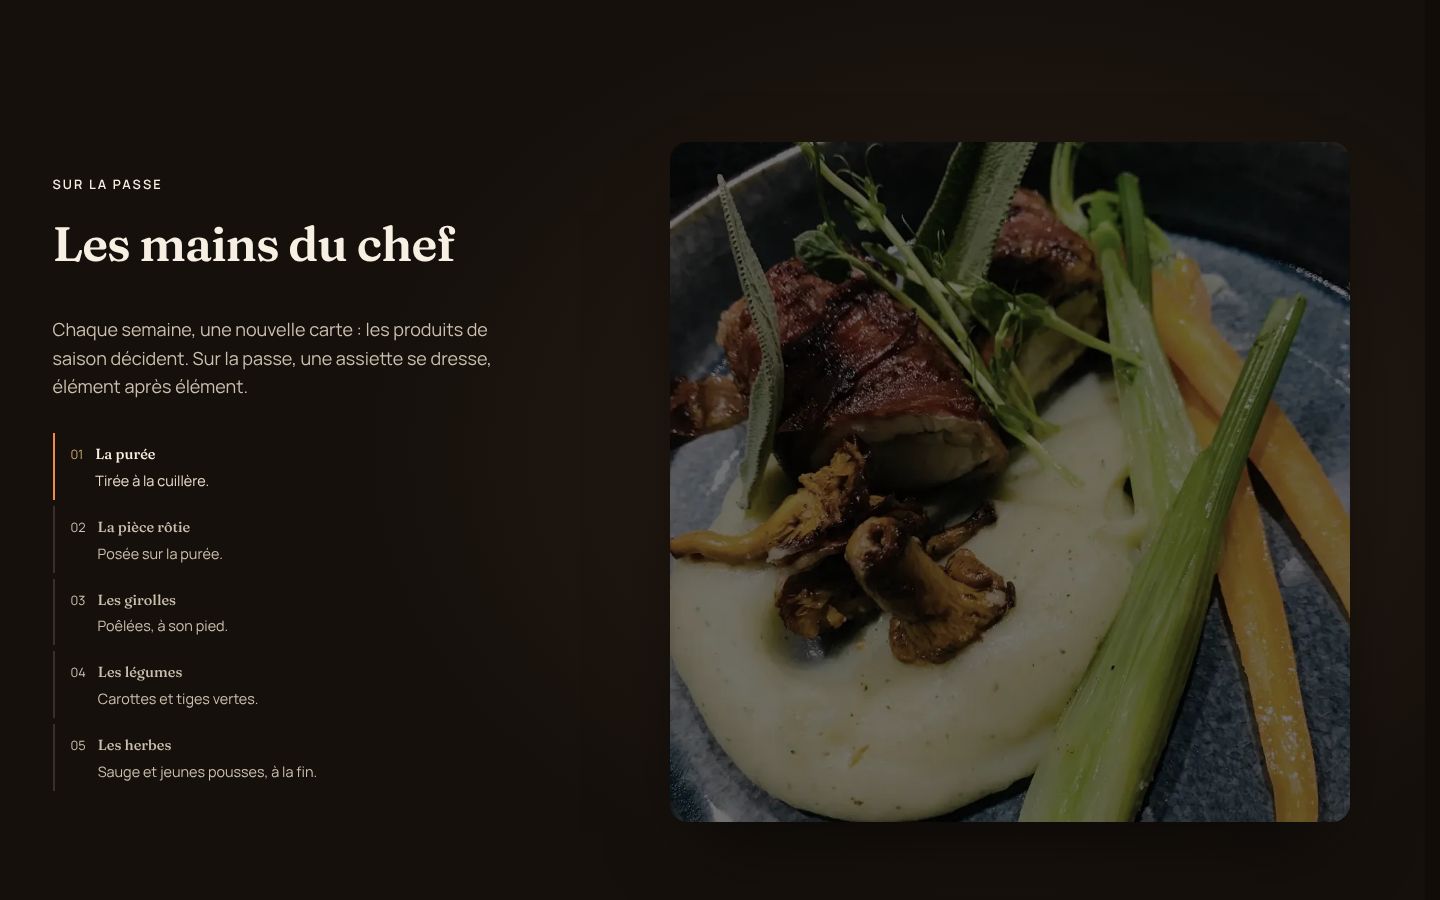 SUR LA PASSE
Les mains du chef
Chaque semaine, une nouvelle carte : les produits de
saison décident. Sur la passe, une assiette se dresse,
élément après élément.
01 La purée
Tirée à la cuillère.
02 La pièce rôtie
Posée sur la purée.
03 Les girolles
Poêlées, à son pied.
04 Les légumes
Carottes et tiges vertes.
05 Les herbes
Sauge et jeunes pousses, à la fin.